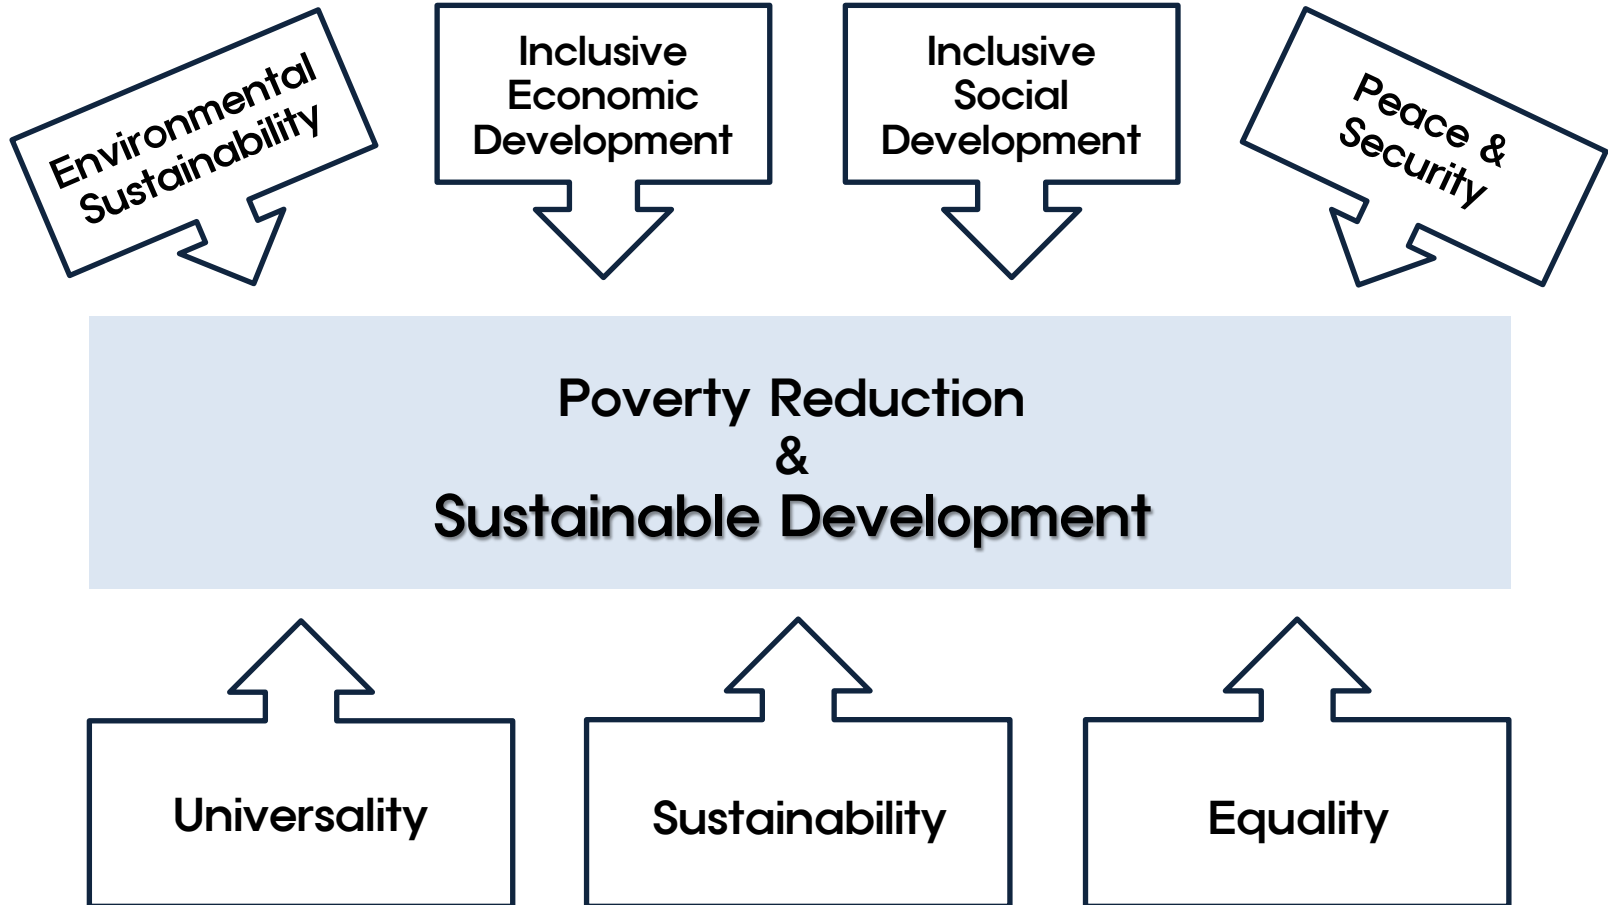 Environmental
Sustainability
Inclusive
Economic
Development
Inclusive
Social
Development
Peace &
Security
Poverty Reduction
&
Sustainable Development
Universality
Sustainability
Equality